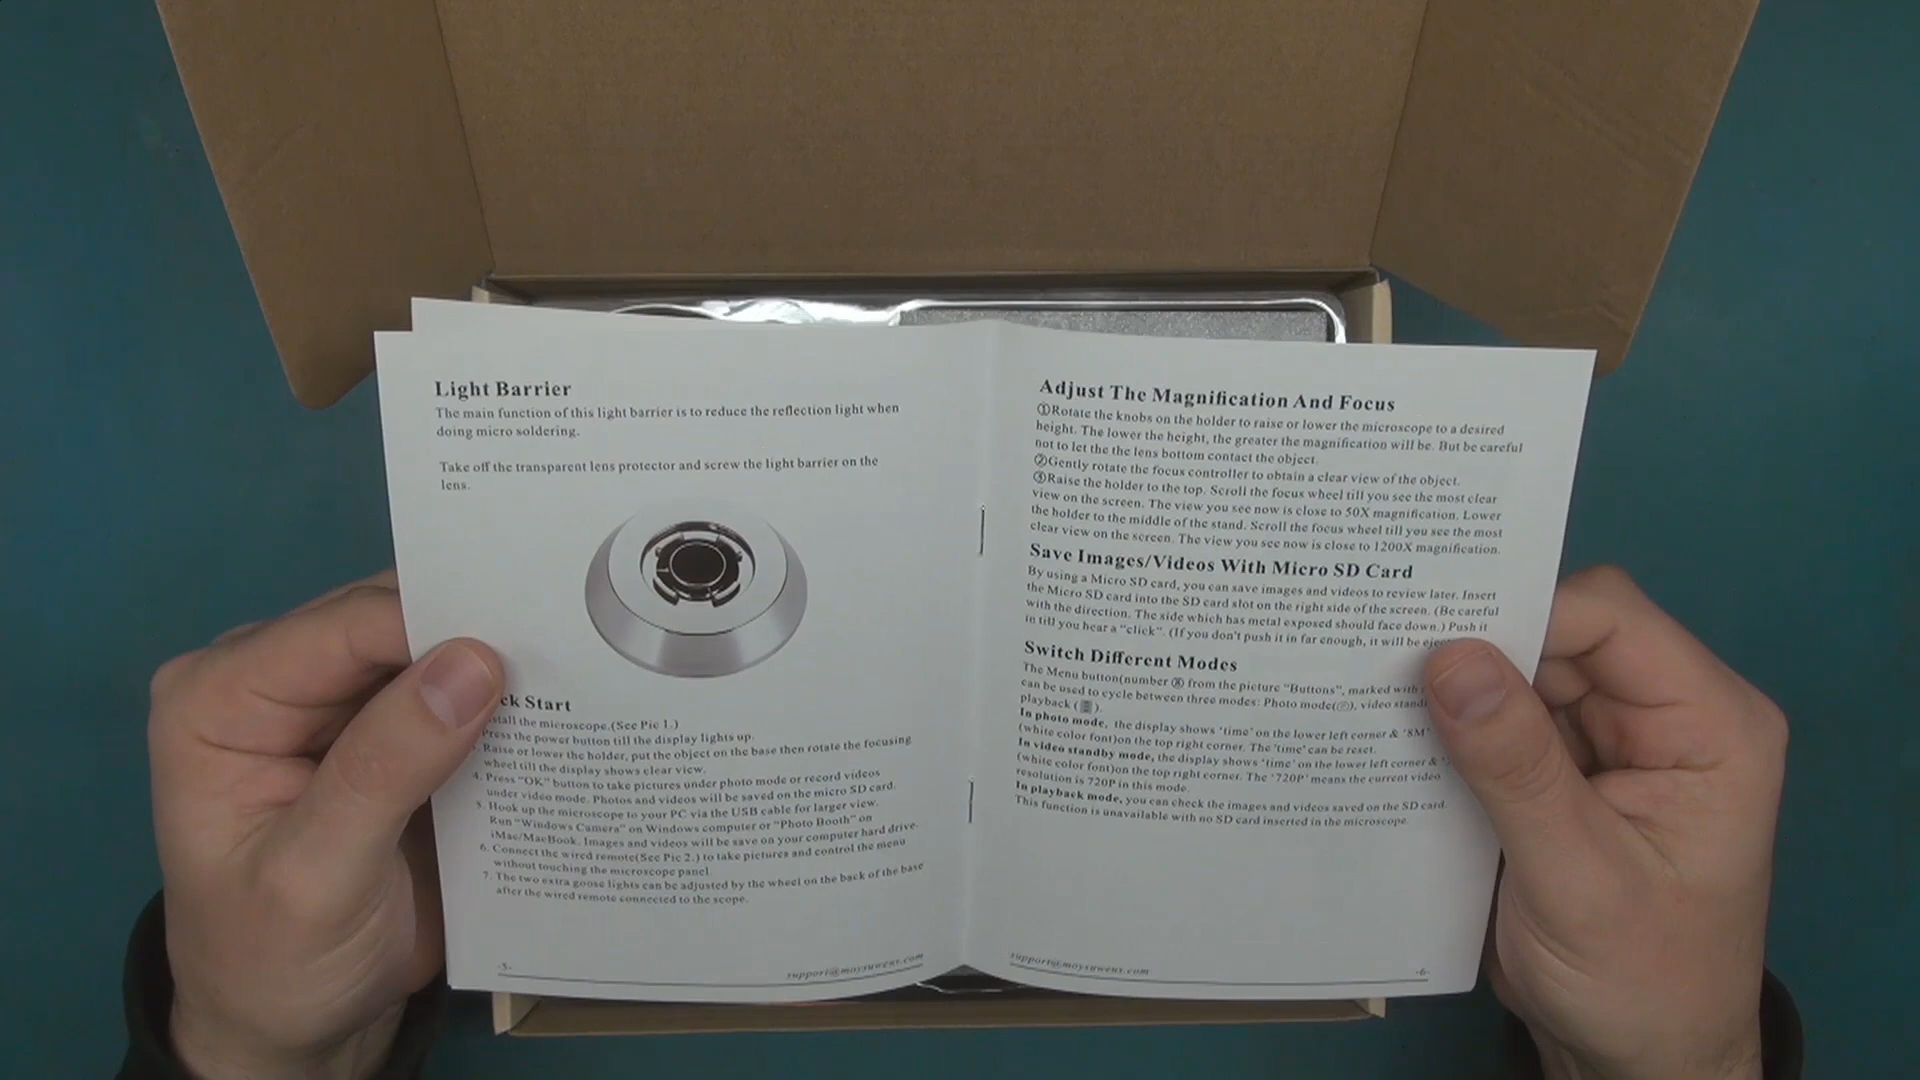 Light Barrier
The main function of this light barrier is to reduce the reflection light when
doing micro soldering.
Take off the transparent lens protector and screw the light barrier on the
lens.
ck Start
stall the microscope.(See Pic 1.)
Press the power button till the display lights up.
Raise or lower the holder, put the object on the base then rotate the focusing
wheel till the display shows clear view.
4. Press "OK" button to take pictures under photo mode or record videos
under video mode. Photos and videos will be saved on the micro SD card.
5. Hook up the microscope to your PC via the USB cable for larger view.
Run "Windows Camera" on Windows computer or "Photo Booth" on
iMac/MacBook. Images and videos will be save on your computer hard drive.
6. Connect the wired remote(See Pic 2.) to take pictures and control the menu
without touching the microscope panel.
7. The two extra goose lights can be adjusted by the wheel on the back of the base
after the wired remote connected to the scope.
-5-
Adjust The Magnification And Focus
①Rotate the knobs on the holder to raise or lower the microscope to a desired
height. The lower the height, the greater the magnification will be. But be careful
not to let the the lens bottom contact the object.
②Gently rotate the focus controller to obtain a clear view of the object.
③Raise the holder to the top. Scroll the focus wheel till you see the most clear
view on the screen. The view you see now is close to 50X magnification. Lower
the holder to the middle of the stand. Scroll the focus wheel till you see the most
clear view on the screen. The view you see now is close to 1200X magnification.
Save Images/Videos With Micro SD Card
By using a Micro SD card, you can save images and videos to review later. Insert
the Micro SD card into the SD card slot on the right side of the screen. (Be careful
with the direction. The side which has metal exposed should face down.) Push it
in till you hear a "click". (If you don't push it in far enough, it will be
Switch Different Modes
The Menu button(number from the picture "Buttons", marked with
can be used to cycle between three modes: Photo mode( ), video
playback ( ).
In photo mode, the display shows 'time' on the lower left corner & '8M'
(white color font)on the top right corner. The 'time' can be reset.
In video standby mode, the display shows 'time' on the lower left corner &
(white color font)on the top right corner. The '720P' means the current video
resolution is 720P in this mode.
In playback mode, you can check the images and videos saved on the SD card.
This function is unavailable with no SD card inserted in the microscope.
-6-